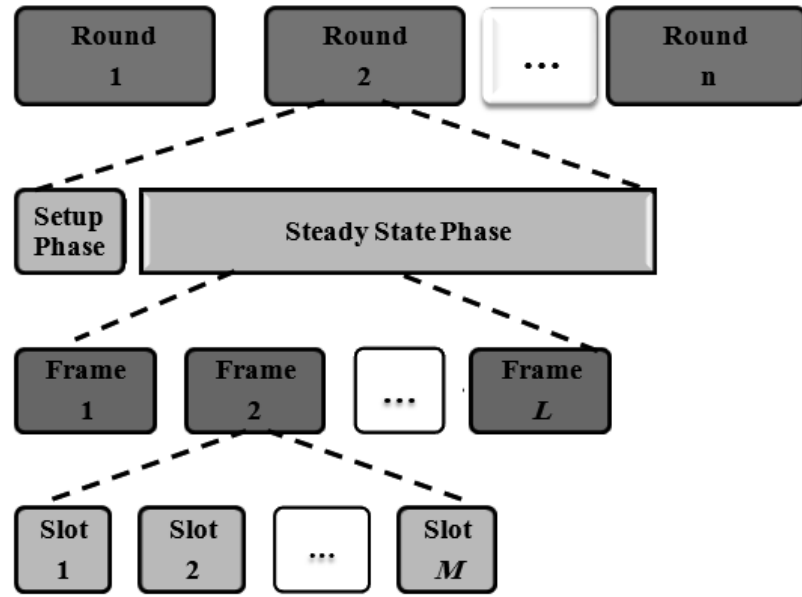 Round
1
Round
2
...
Round
n
Setup
Phase
Steady State Phase
Frame
1
Frame
2
...
Frame
L
Slot
1
Slot
2
...
Slot
M